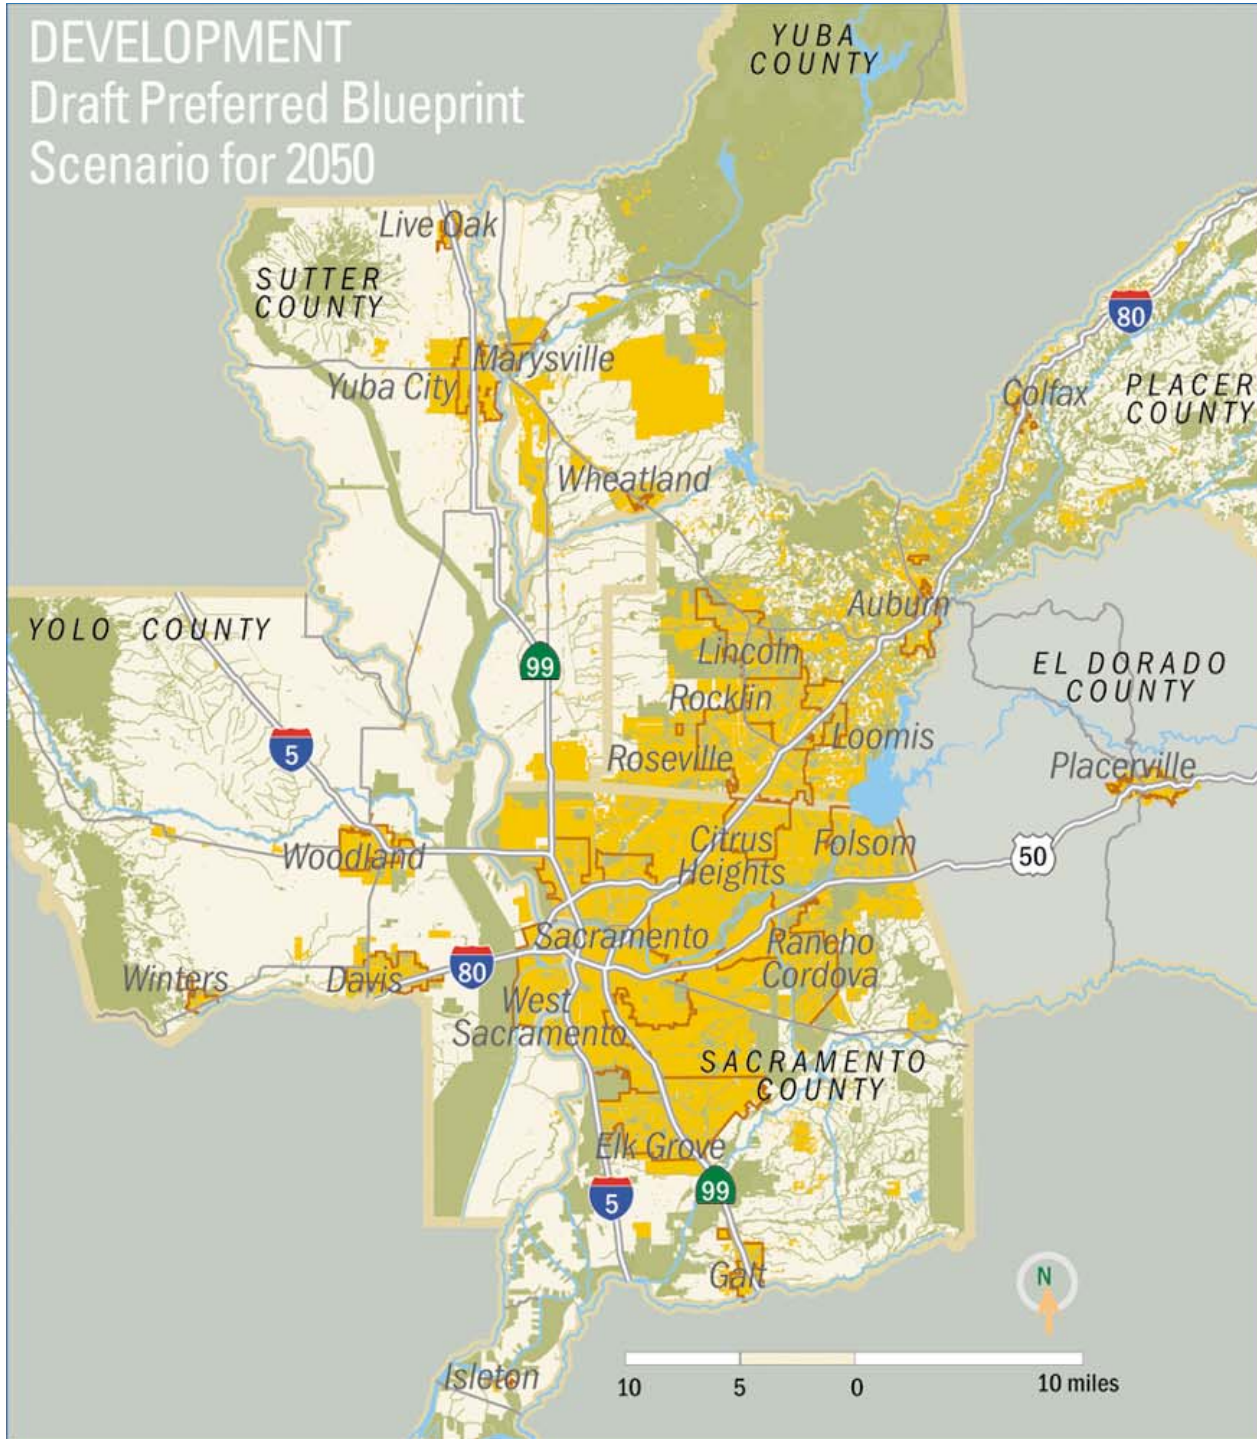 DEVELOPMENT
Draft Preferred Blueprint
Scenario for 2050
YUBA
COUNTY
Live Oak
SUTTER
COUNTY
80
Marysville
Yuba City
Colfax
PLACER
COUNTY
Wheatland
Auburn
YOLO COUNTY
99
Lincoln
EL DORADO
COUNTY
Rocklin
5
Roseville
Loomis
Placerville
Woodland
Citrus
Heights
Folsom
50
Sacramento
Rancho
Cordova
Winters
Davis
80
West
Sacramento
SACRAMENTO
COUNTY
Elk Grove
5
99
Galt
N
Isleton
10 5 0 10 miles